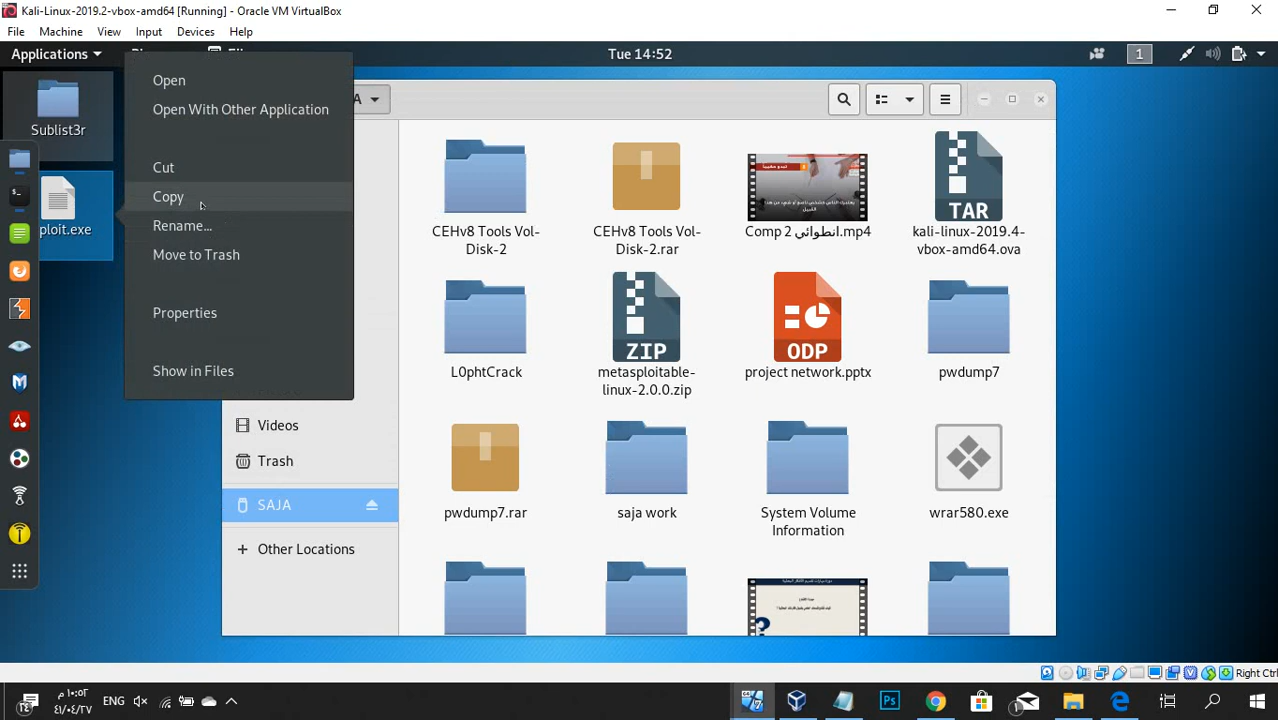 Kali-Linux-2019.2-vbox-amd64 [Running] - Oracle VM VirtualBox
File Machine View Input Devices Help
Applications
Tue 14:52
1
Sublist3r
ploit.exe
Open
Open With Other Application
Cut
Copy
Rename...
Move to Trash
Properties
Show in Files
A
Videos
Trash
SAJA
Other Locations
CEHv8 Tools Vol-
Disk-2
CEHv8 Tools Vol-
Disk-2.rar
Comp 2 انطوائي.mp4
TAR
kali-linux-2019.4-
vbox-amd64.ova
L0phtCrack
ZIP
metasploitable-
linux-2.0.0.zip
ODP
project network.pptx
pwdump7
pwdump7.rar
saja work
System Volume
Information
wrar580.exe
Right Ctrl
ENG
١٠:٥٢ م
Ps
1